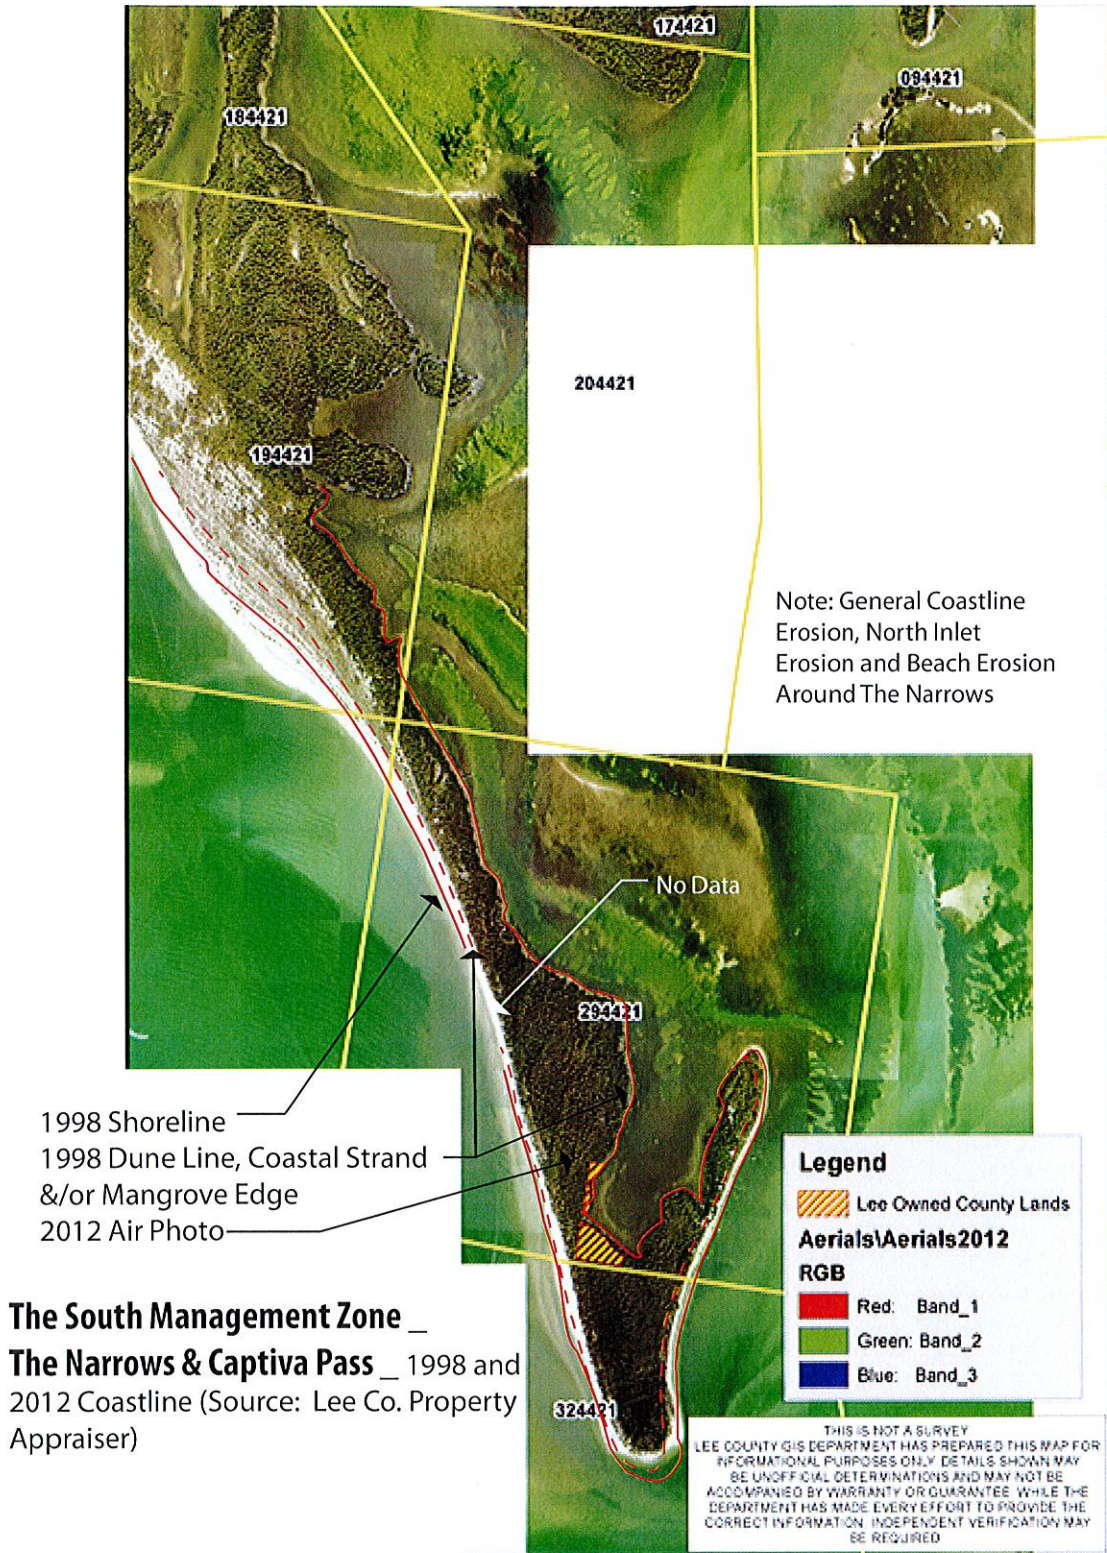 174421
094421
184421
204421
194421
Note: General Coastline
Erosion, North Inlet
Erosion and Beach Erosion
Around The Narrows
No Data
294421
1998 Shoreline
1998 Dune Line, Coastal Strand
&/or Mangrove Edge
2012 Air Photo
Legend
Lee Owned County Lands
Aerials\Aerials2012
RGB
Red: Band_1
Green: Band_2
Blue: Band_3
The South Management Zone _
The Narrows & Captiva Pass _ 1998 and
2012 Coastline (Source: Lee Co. Property
Appraiser)
324421
THIS IS NOT A SURVEY
LEE COUNTY GIS DEPARTMENT HAS PREPARED THIS MAP FOR
INFORMATIONAL PURPOSES ONLY. DETAILS SHOWN MAY
BE UNOFFICIAL DETERMINATIONS AND MAY NOT BE
ACCOMPANIED BY WARRANTY OR GUARANTEE. WHILE THE
DEPARTMENT HAS MADE EVERY EFFORT TO PROVIDE THE
CORRECT INFORMATION, INDEPENDENT VERIFICATION MAY
BE REQUIRED